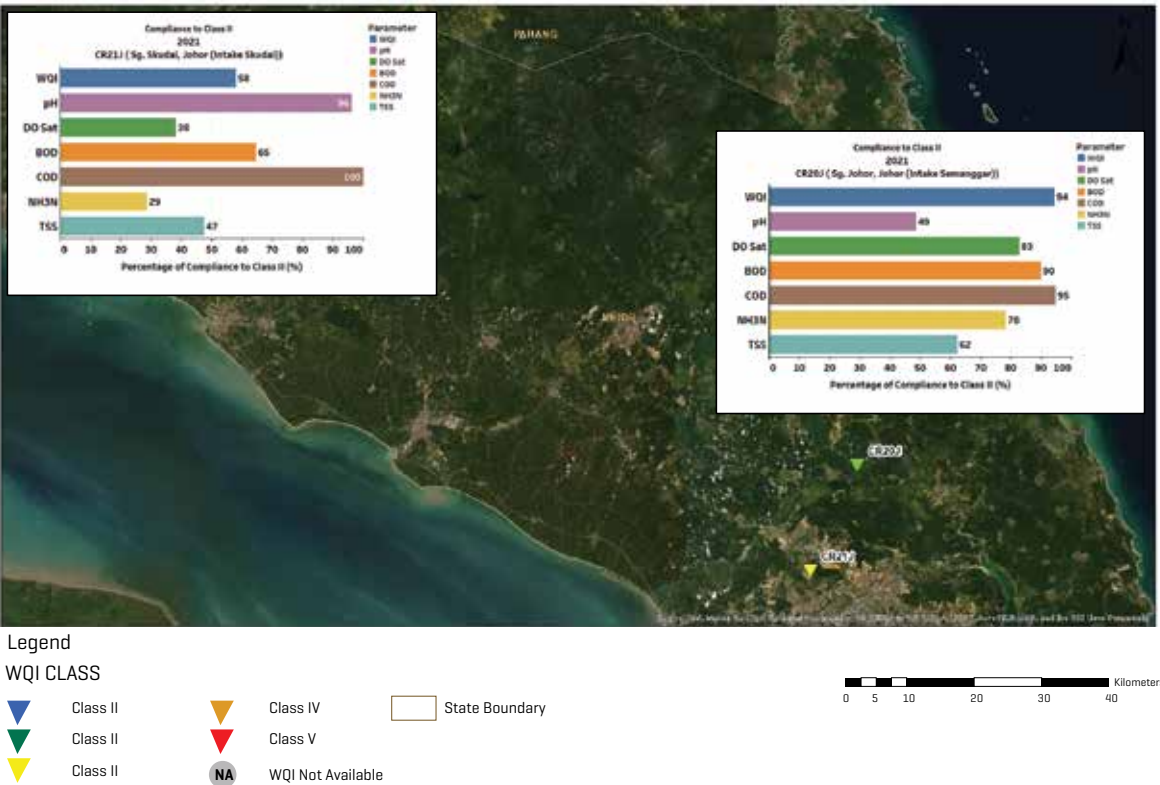 Compliance to Class II
2021
CR21J ( Sg. Skudai, Johor (Intake Skudai))
Parameter
WQI
pH
DO Sat
BOD
COD
NH3N
TSS
WQI 58
pH 96
DO Sat 38
BOD 65
COD 100
NH3N 29
TSS 47
0 10 20 30 40 50 60 70 80 90 100
Percentage of Compliance to Class II (%)
PAHANG
Compliance to Class II
2021
CR20J ( Sg. Johor, Johor (Intake Semanggar))
Parameter
WQI
pH
DO Sat
BOD
COD
NH3N
TSS
WQI 94
pH 49
DO Sat 83
BOD 90
COD 95
NH3N 78
TSS 62
0 10 20 30 40 50 60 70 80 90 100
Percentage of Compliance to Class II (%)
JOHOR
CR20J
CR21J
Legend
WQI CLASS
Class II
Class II
Class II
Class IV
Class V
NA WQI Not Available
State Boundary
Kilometer
0 5 10 20 30 40